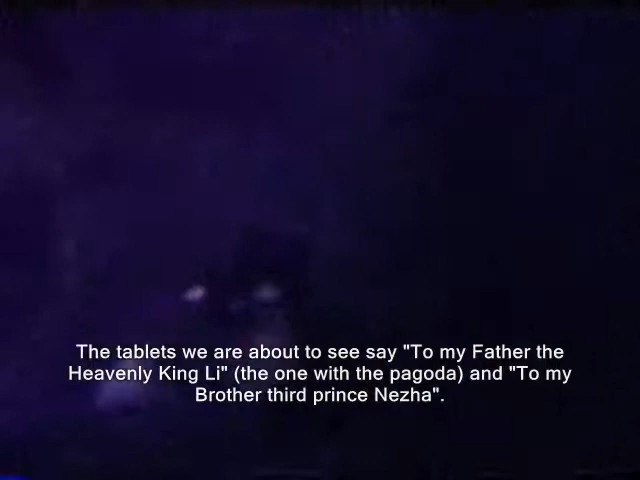 The tablets we are about to see say "To my Father the
Heavenly King Li" (the one with the pagoda) and "To my
Brother third prince Nezha".